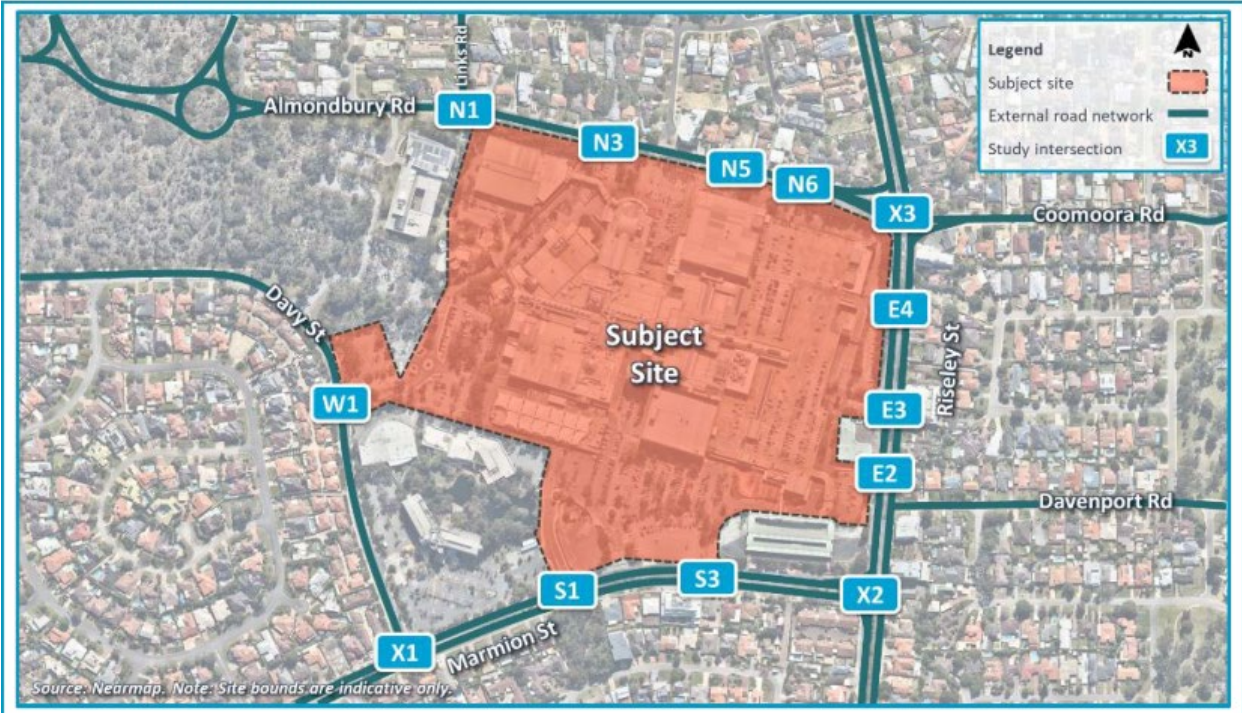 Legend
N
Subject site
External road network
Study intersection
X3
Links Rd
Almondbury Rd
N1
N3
N5
N6
X3
Coomoora Rd
Davy St
E4
Subject
Site
Riseley St
W1
E3
E2
Davenport Rd
S1
S3
X2
X1
Marmion St
Source: Nearmap. Note: Site bounds are indicative only.